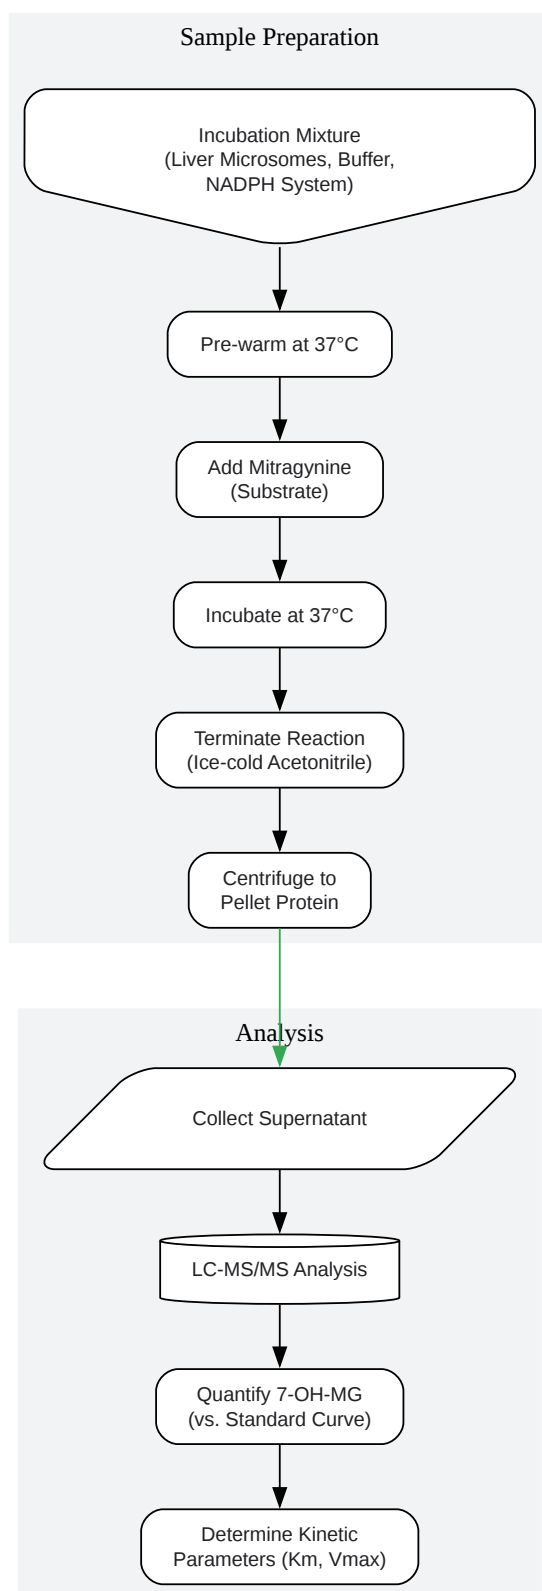 Sample Preparation
Incubation Mixture
(Liver Microsomes, Buffer,
NADPH System)
Pre-warm at 37°C
Add Mitragynine
(Substrate)
Incubate at 37°C
Terminate Reaction
(Ice-cold Acetonitrile)
Centrifuge to
Pellet Protein
Analysis
Collect Supernatant
LC-MS/MS Analysis
Quantify 7-OH-MG
(vs. Standard Curve)
Determine Kinetic
Parameters (Km, Vmax)